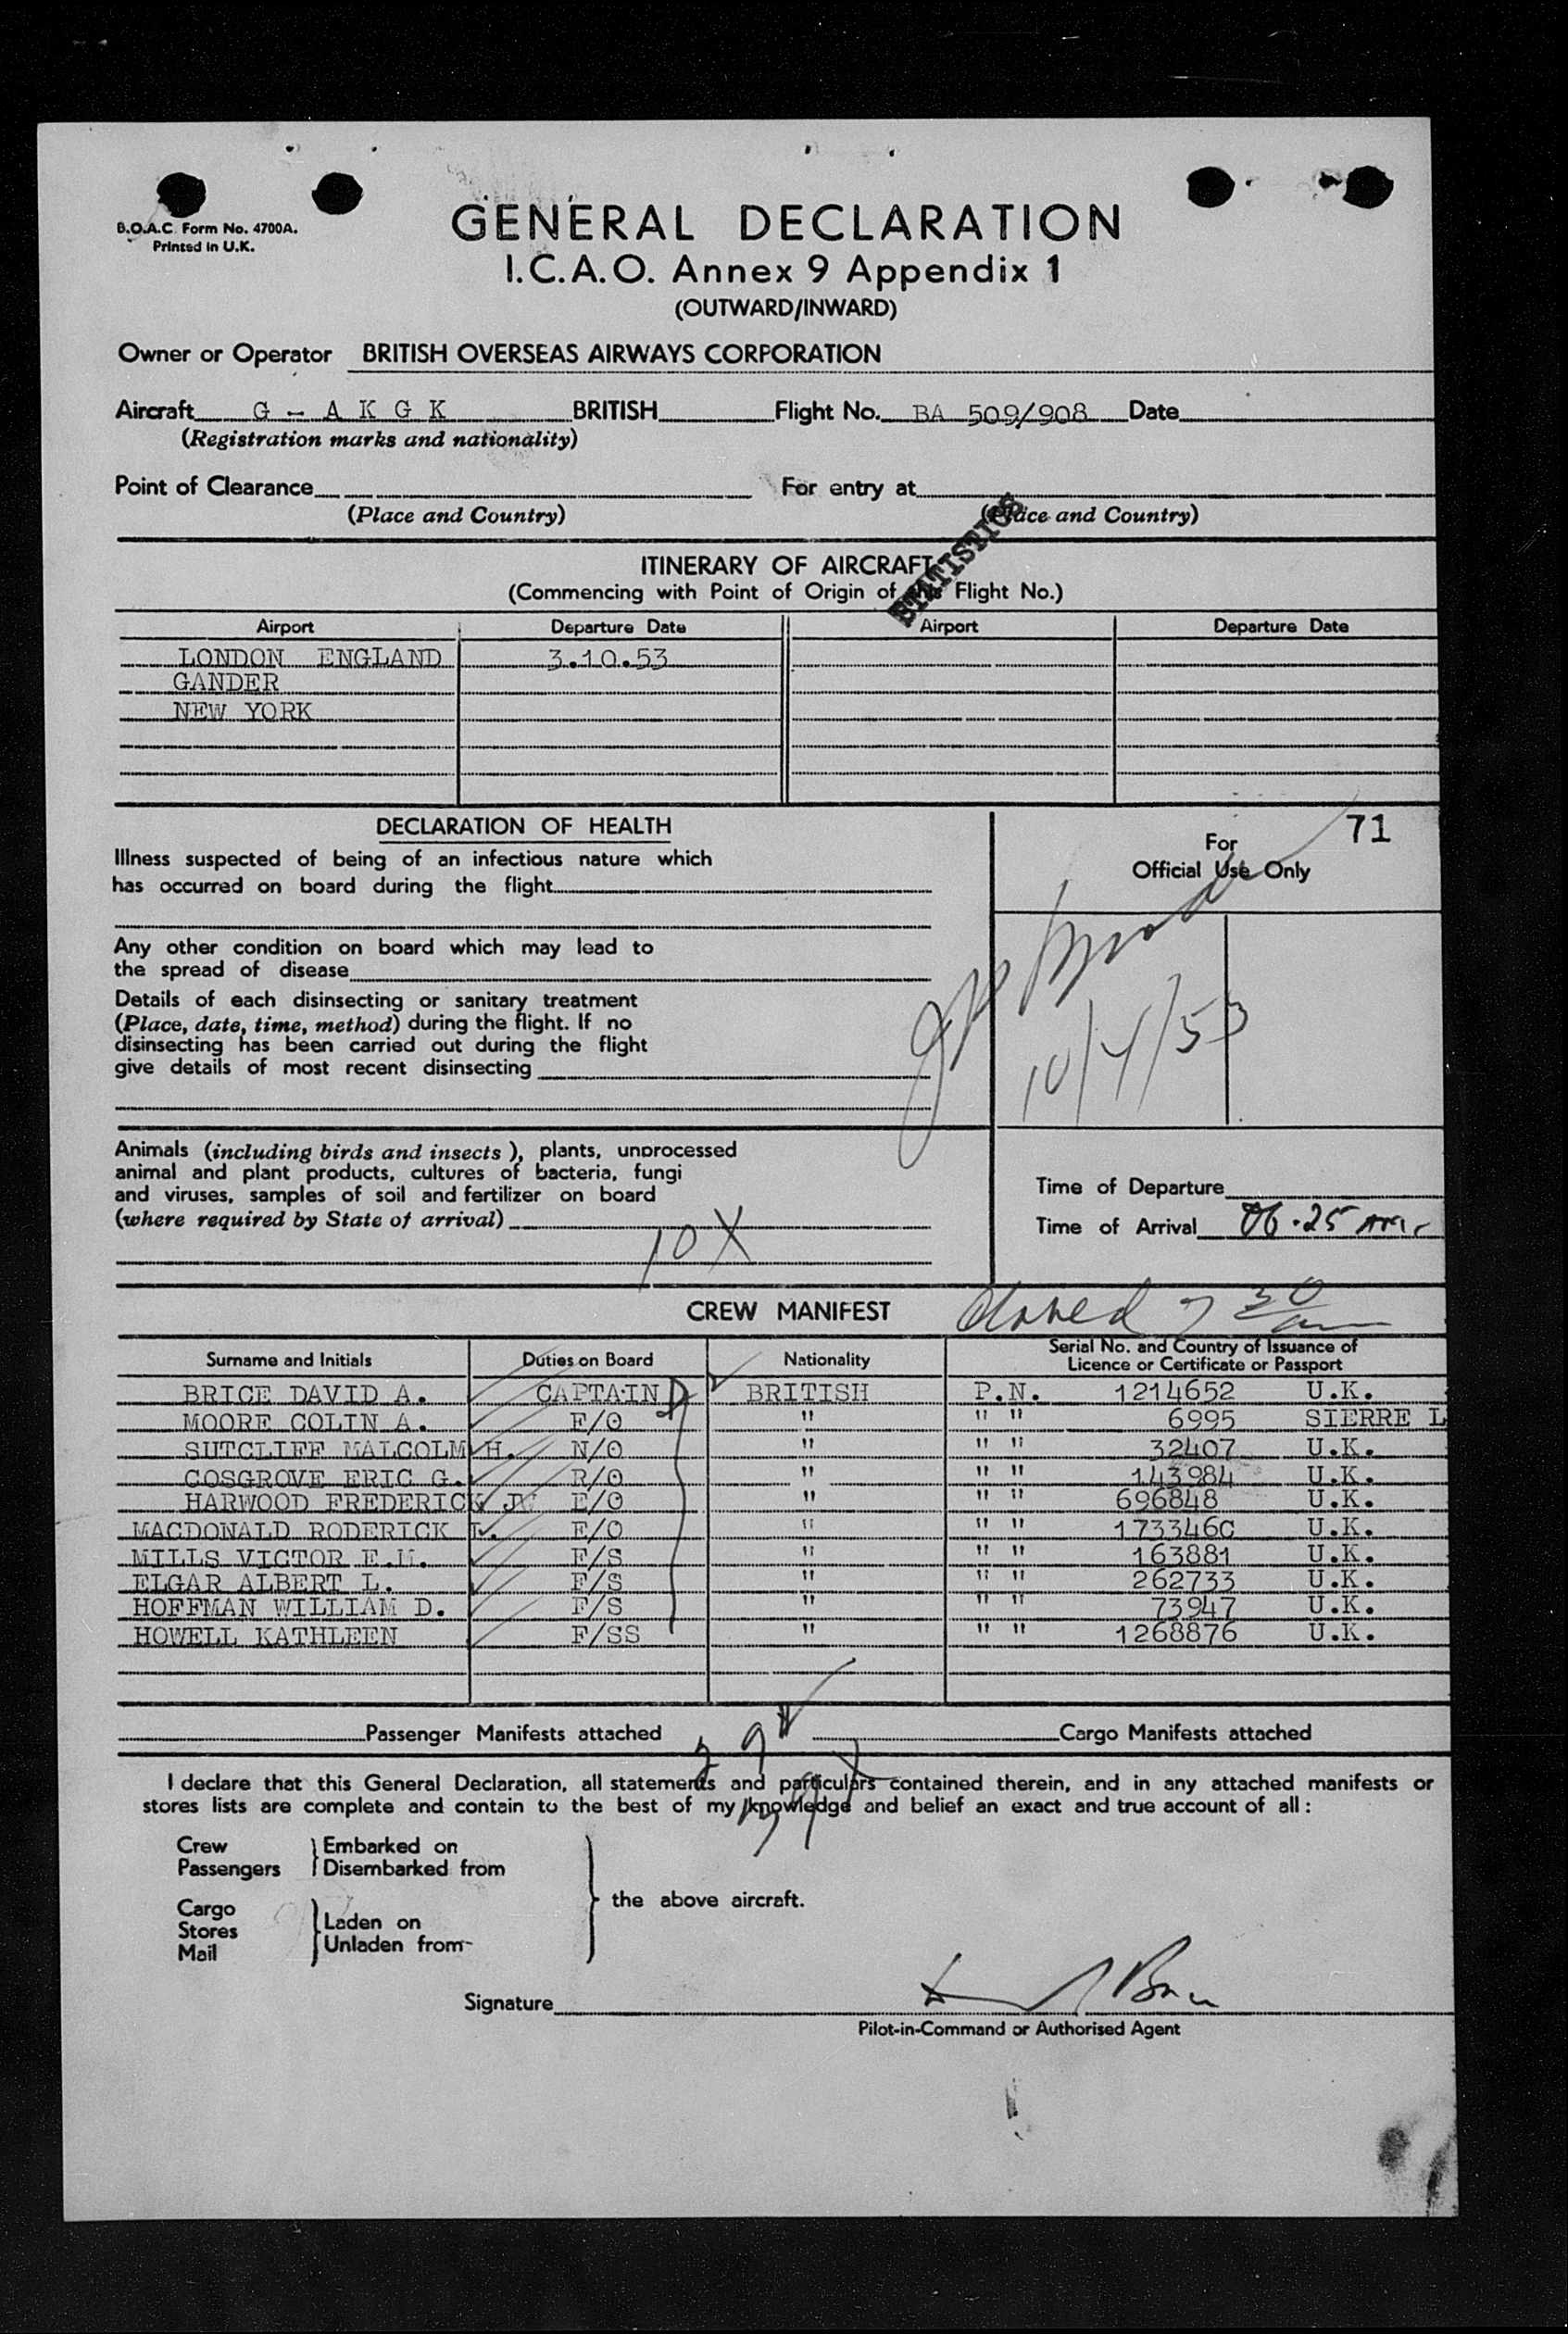 B.O.A.C. Form No. 4700A.
Printed in U.K.
GENERAL DECLARATION
I.C.A.O. Annex 9 Appendix 1
(OUTWARD/INWARD)
Owner or Operator BRITISH OVERSEAS AIRWAYS CORPORATION
Aircraft G - A K G K BRITISH Flight No. BA 509/908 Date
(Registration marks and nationality)
Point of Clearance For entry at
(Place and Country) (Place and Country)
STATISTICS
ITINERARY OF AIRCRAFT
(Commencing with Point of Origin of this Flight No.)
Airport Departure Date Airport Departure Date
LONDON ENGLAND 3.10.53
GANDER
NEW YORK
DECLARATION OF HEALTH
Illness suspected of being of an infectious nature which
has occurred on board during the flight
Any other condition on board which may lead to
the spread of disease
Details of each disinsecting or sanitary treatment
(Place, date, time, method) during the flight. If no
disinsecting has been carried out during the flight
give details of most recent disinsecting
Animals (including birds and insects), plants, unprocessed
animal and plant products, cultures of bacteria, fungi
and viruses, samples of soil and fertilizer on board
(where required by State of arrival)
10 X
71
For
Official Use Only
10/4/53
Time of Departure
Time of Arrival 06.25 am.
CREW MANIFEST
7 30
Surname and Initials Duties on Board Nationality Serial No. and Country of Issuance of Licence or Certificate or Passport
BRICE DAVID A. CAPTAIN BRITISH P.N. 1214652 U.K.
MOORE COLIN A. F/O " " " 6995 SIERRE L
SUTCLIFF MALCOLM H. N/O " " " 32407 U.K.
COSGROVE ERIC G. R/O " " " 143984 U.K.
HARWOOD FREDERICK E/O " " " 696848 U.K.
MACDONALD RODERICK E/O " " " 173346C U.K.
MILLS VICTOR E.M. F/S " " " 163881 U.K.
ELGAR ALBERT L. F/S " " " 262733 U.K.
HOFFMAN WILLIAM D. F/S " " " 73947 U.K.
HOWELL KATHLEEN F/SS " " " 1268876 U.K.
Passenger Manifests attached Cargo Manifests attached
39
I declare that this General Declaration, all statements and particulars contained therein, and in any attached manifests or
stores lists are complete and contain to the best of my knowledge and belief an exact and true account of all :
Crew Embarked on
Passengers Disembarked from
the above aircraft.
Cargo
Stores Laden on
Mail Unladen from
Signature
Pilot-in-Command or Authorised Agent